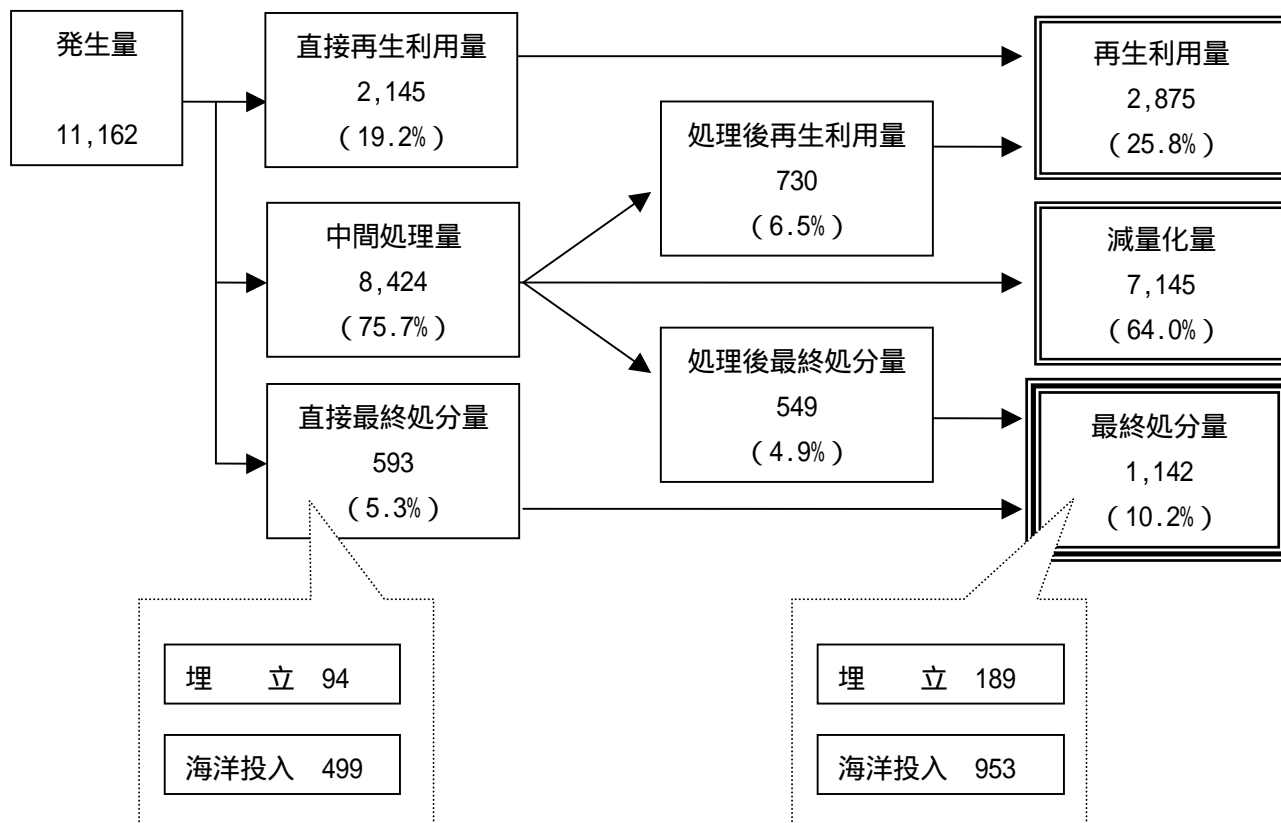 発生量
11,162
直接再生利用量
2,145
（19.2%）
中間処理量
8,424
（75.7%）
直接最終処分量
593
（5.3%）
処理後再生利用量
730
（6.5%）
処理後最終処分量
549
（4.9%）
再生利用量
2,875
（25.8%）
減量化量
7,145
（64.0%）
最終処分量
1,142
（10.2%）
埋　立　94
海洋投入　499
埋　立　189
海洋投入　953